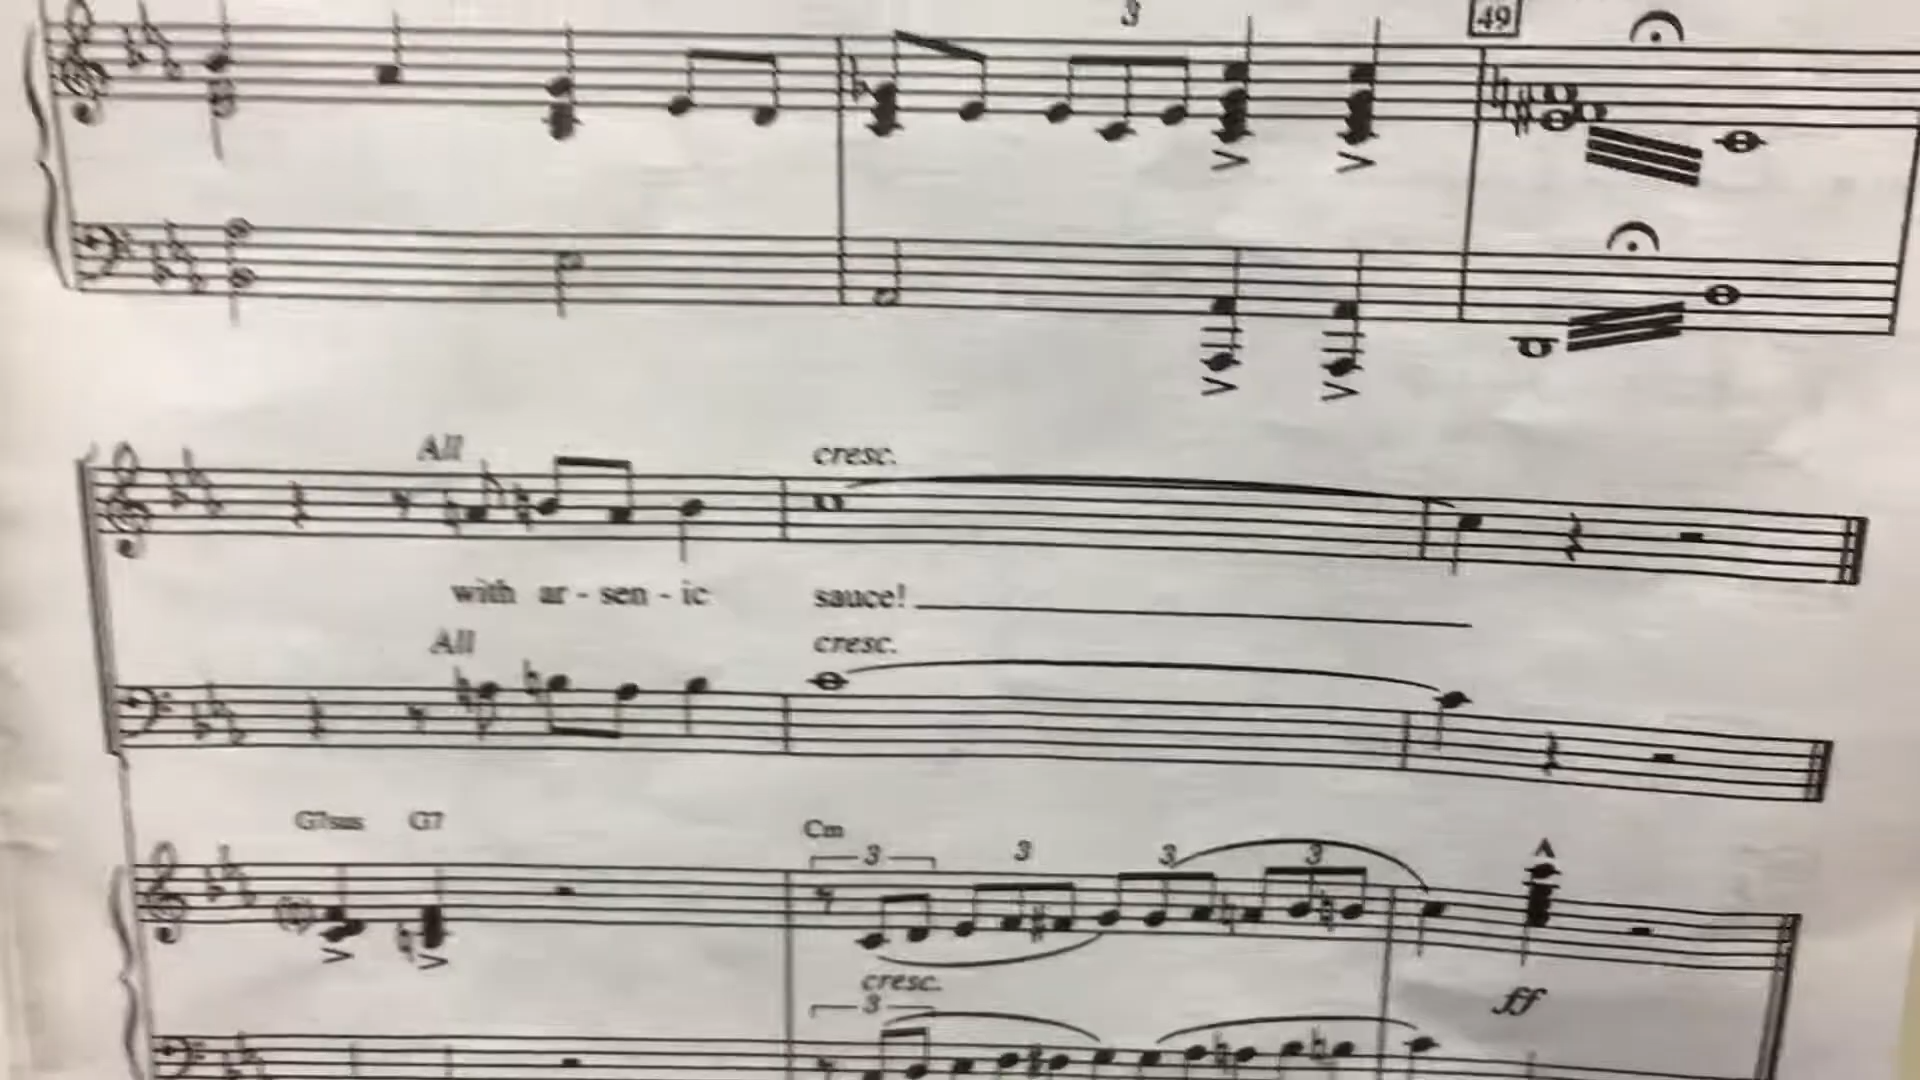 3
49
All
cresc.
with ar - sen - ic sauce!
All
cresc.
G7sus G7 Cm
3 3 3 3
cresc.
ff
3